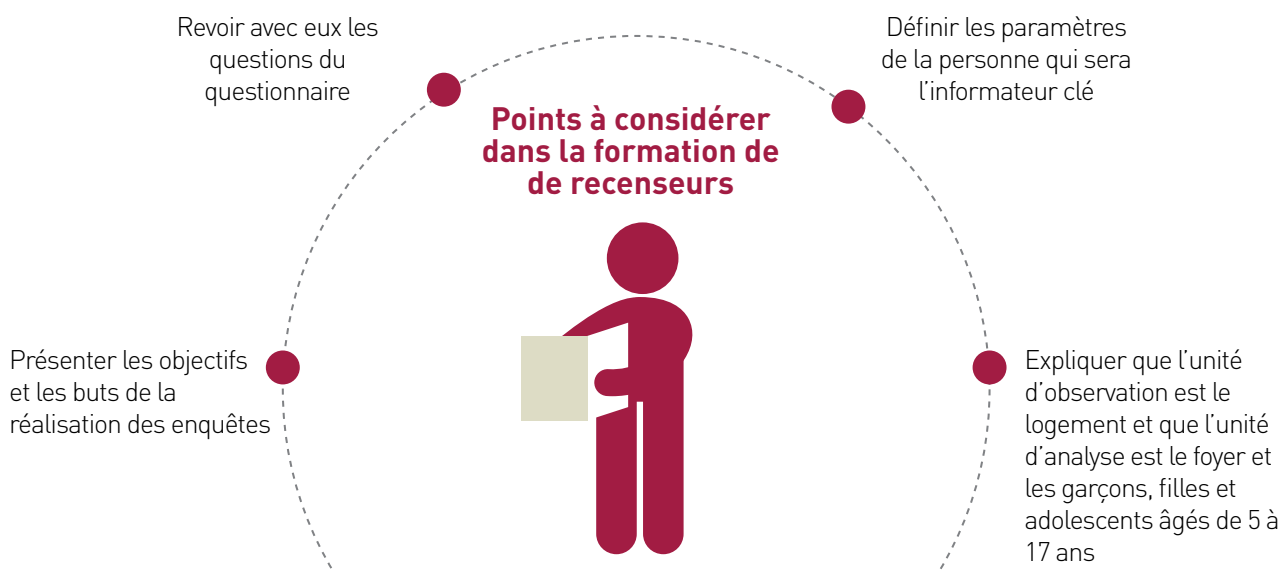 Revoir avec eux les
questions du
questionnaire
Définir les paramètres
de la personne qui sera
l'informateur clé
Points à considérer
dans la formation de
de recenseurs
Présenter les objectifs
et les buts de la
réalisation des enquêtes
Expliquer que l'unité
d'observation est le
logement et que l'unité
d'analyse est le foyer et
les garçons, filles et
adolescents âgés de 5 à
17 ans